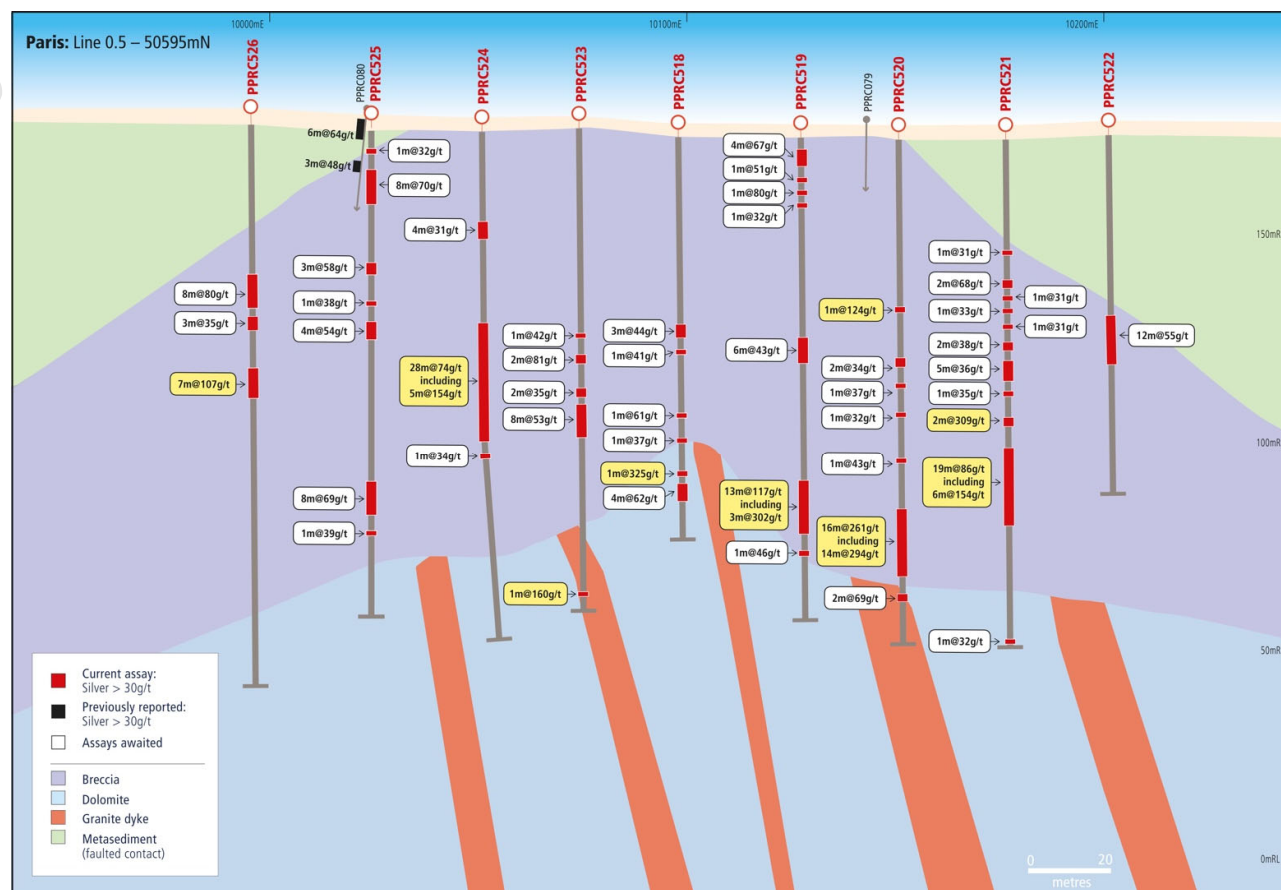 10000mE
10100mE
10200mE
Paris: Line 0.5 – 50595mN
PPRC526
PPRC080
PPRC525
PPRC524
PPRC523
PPRC518
PPRC519
PPRC079
PPRC520
PPRC521
PPRC522
8m@80g/t
3m@35g/t
7m@107g/t
6m@64g/t
3m@48g/t
1m@32g/t
8m@70g/t
3m@58g/t
1m@38g/t
4m@54g/t
8m@69g/t
1m@39g/t
4m@31g/t
28m@74g/t
including
5m@154g/t
1m@34g/t
1m@42g/t
2m@81g/t
2m@35g/t
8m@53g/t
1m@160g/t
3m@44g/t
1m@41g/t
1m@61g/t
1m@37g/t
1m@325g/t
4m@62g/t
4m@67g/t
1m@51g/t
1m@80g/t
1m@32g/t
6m@43g/t
13m@117g/t
including
3m@302g/t
1m@46g/t
1m@124g/t
2m@34g/t
1m@37g/t
1m@32g/t
1m@43g/t
16m@261g/t
including
14m@294g/t
2m@69g/t
1m@31g/t
2m@68g/t
1m@31g/t
1m@33g/t
1m@31g/t
2m@38g/t
5m@36g/t
1m@35g/t
2m@309g/t
19m@86g/t
including
6m@154g/t
1m@32g/t
12m@55g/t
150mR
100mR
50mR
0mRL
Current assay:
Silver > 30g/t
Previously reported:
Silver > 30g/t
Assays awaited
Breccia
Dolomite
Granite dyke
Metasediment
(faulted contact)
0 20
metres